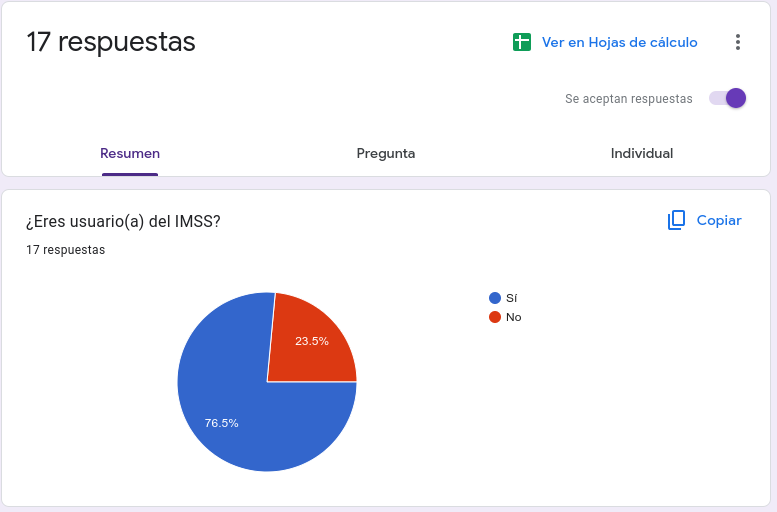 17 respuestas
Ver en Hojas de cálculo
Se aceptan respuestas
Resumen
Pregunta
Individual
¿Eres usuario(a) del IMSS?
Copiar
17 respuestas
Sí
No
23.5%
76.5%